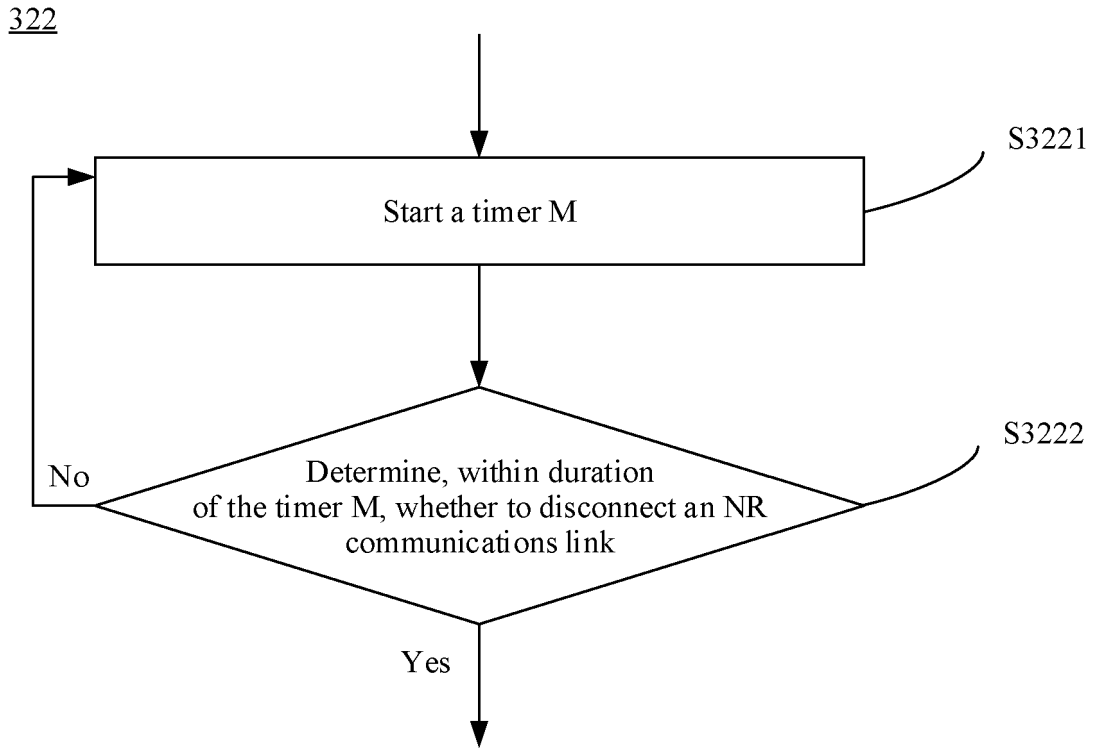 322
S3221
Start a timer M
S3222
Determine, within duration
of the timer M, whether to disconnect an NR
communications link
No
Yes